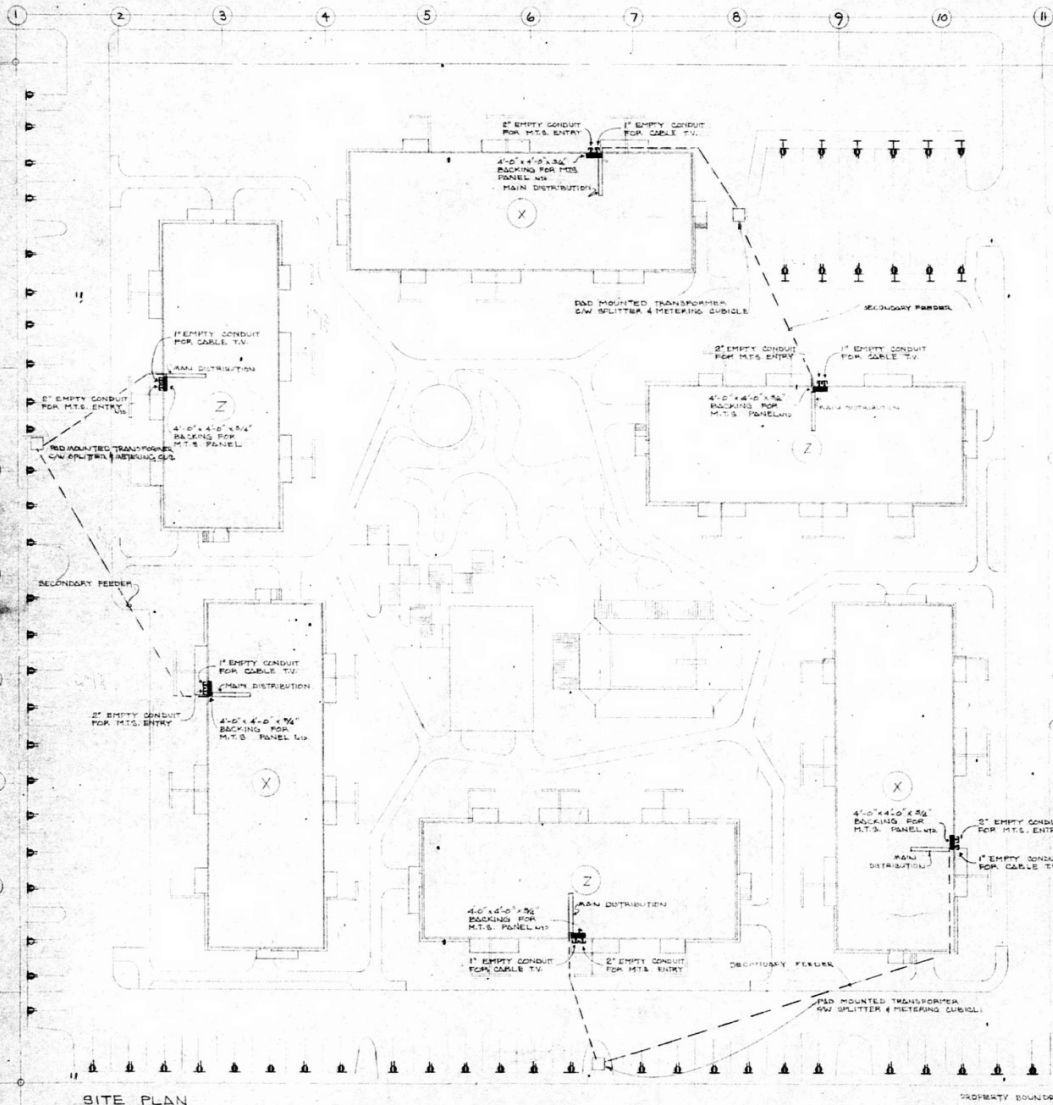 1 2 3 4 5 6 7 8 9 10 11
2" EMPTY CONDUIT
FOR M.T.S. ENTRY
1" EMPTY CONDUIT
FOR CABLE T.V.
4'-0" x 4'-0" x 3/4"
BACKING FOR MTS
PANEL
MAIN DISTRIBUTION
X
PAD MOUNTED TRANSFORMER
C/W SPLITTER & METERING CUBICLE
SECONDARY FEEDER
1" EMPTY CONDUIT
FOR CABLE T.V.
MAIN DISTRIBUTION
2" EMPTY CONDUIT
FOR M.T.S. ENTRY
Z
4'-0" x 4'-0" x 3/4"
BACKING FOR
M.T.S. PANEL
PAD MOUNTED TRANSFORMER
C/W SPLITTER & METERING CUB.
2" EMPTY CONDUIT
FOR M.T.S. ENTRY
1" EMPTY CONDUIT
FOR CABLE T.V.
4'-0" x 4'-0" x 3/4"
BACKING FOR
M.T.S. PANEL
MAIN DISTRIBUTION
Z
SECONDARY FEEDER
1" EMPTY CONDUIT
FOR CABLE T.V.
MAIN DISTRIBUTION
2" EMPTY CONDUIT
FOR M.T.S. ENTRY
4'-0" x 4'-0" x 3/4"
BACKING FOR
M.T.S. PANEL
X
X
4'-0" x 4'-0" x 3/4"
BACKING FOR
M.T.S. PANEL
2" EMPTY CONDU
FOR M.T.S. ENTR
MAIN
DISTRIBUTION
1" EMPTY CONDU
FOR CABLE T.
Z
MAIN DISTRIBUTION
4'-0" x 4'-0" x 3/4"
BACKING FOR
M.T.S. PANEL
1" EMPTY CONDUIT
FOR CABLE T.V.
2" EMPTY CONDUIT
FOR M.T.S. ENTRY
SECONDARY FEEDER
PAD MOUNTED TRANSFORMER
C/W SPLITTER & METERING CUBICLE
SITE PLAN
PROPERTY BOUNDR